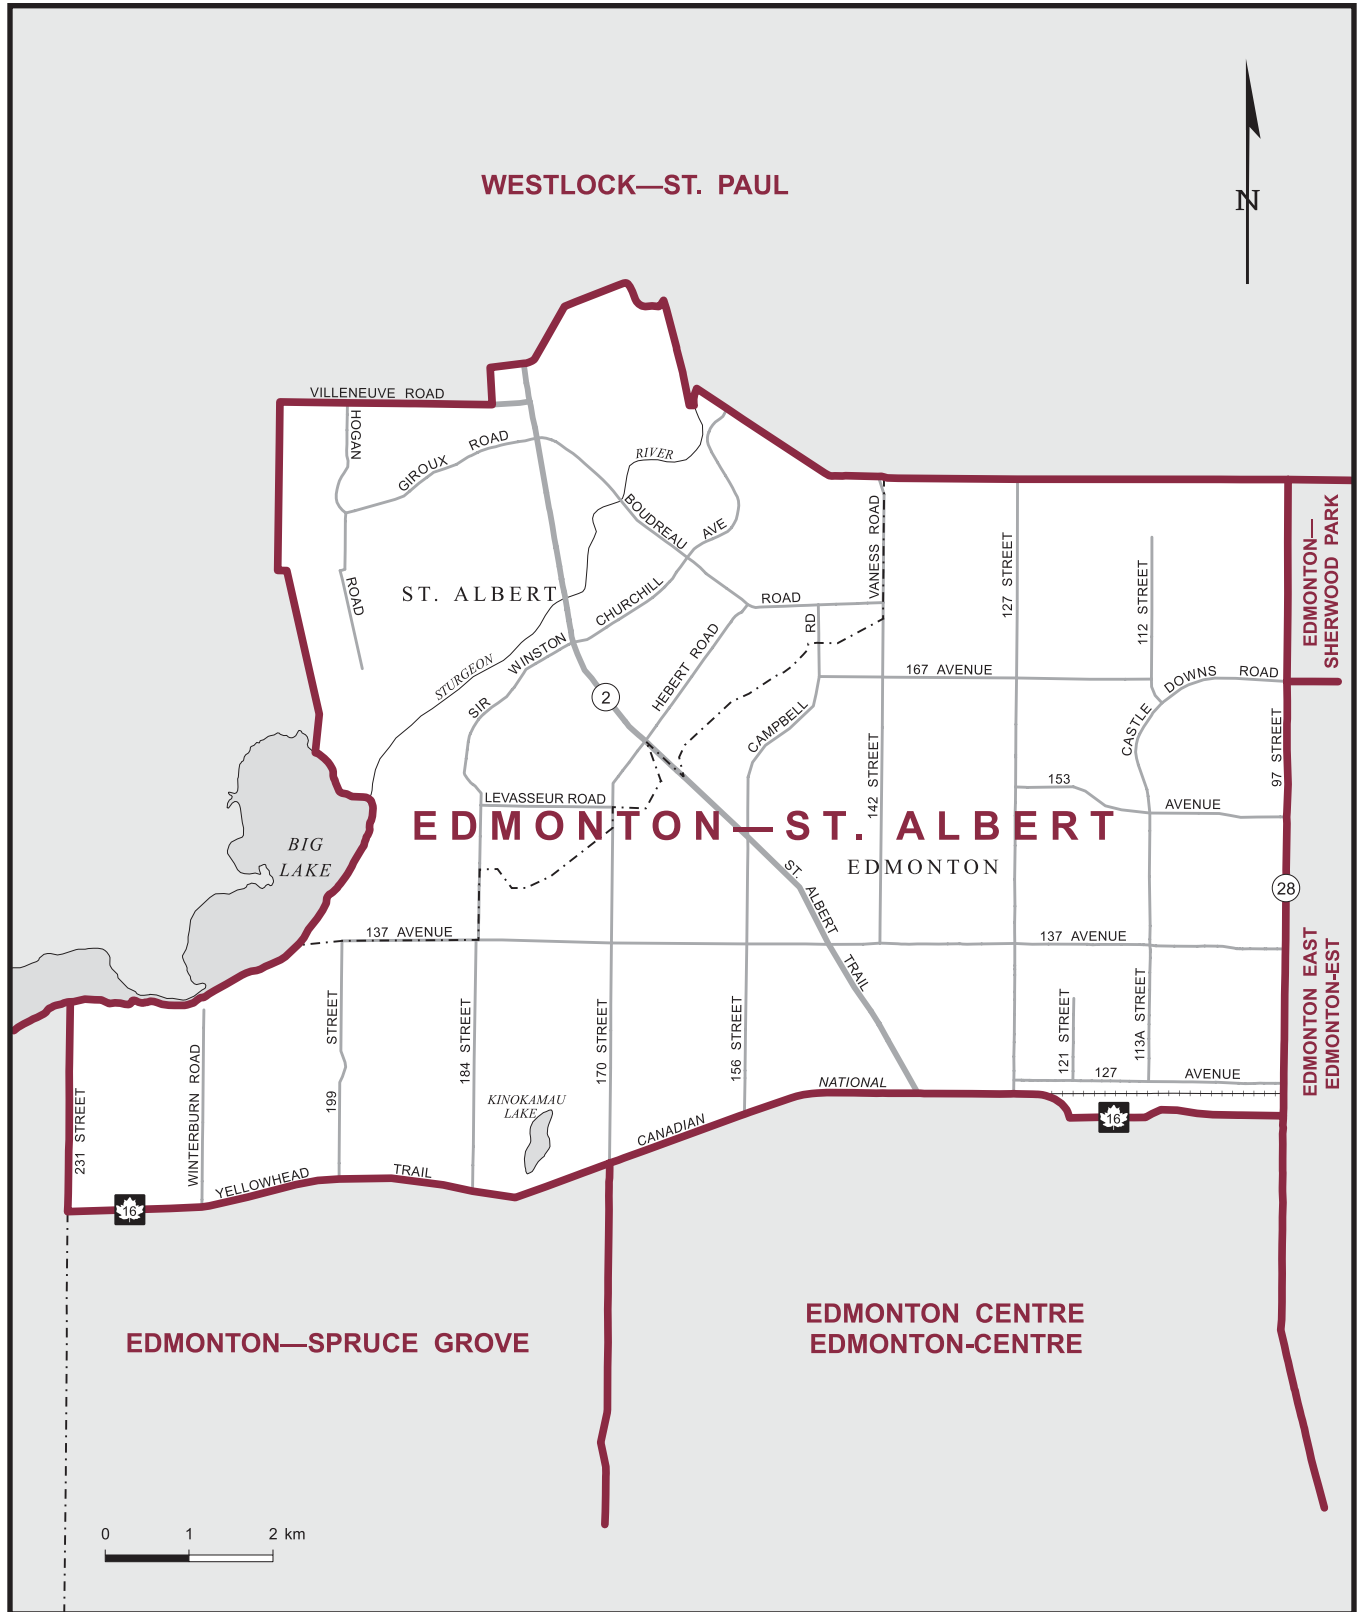 WESTLOCK—ST. PAUL
N
VILLENEUVE ROAD
HOGAN
ROAD
GIROUX ROAD
RIVER
BOUDREAU
ROAD
AVE
CHURCHILL
WINSTON
SIR
STURGEON
ST. ALBERT
HEBERT ROAD
VANESS ROAD
127 STREET
112 STREET
EDMONTON—
SHERWOOD PARK
RD
CAMPBELL
167 AVENUE
CASTLE
DOWNS ROAD
97 STREET
2
142 STREET
153
AVENUE
LEVASSEUR ROAD
EDMONTON—ST. ALBERT
EDMONTON
BIG
LAKE
ST. ALBERT
TRAIL
28
137 AVENUE
137 AVENUE
EDMONTON EAST
EDMONTON-EST
231 STREET
WINTERBURN ROAD
199
STREET
184 STREET
170 STREET
156 STREET
121 STREET
113A STREET
127
AVENUE
KINOKAMAU
LAKE
NATIONAL
CANADIAN
16
YELLOWHEAD
TRAIL
16
EDMONTON—SPRUCE GROVE
EDMONTON CENTRE
EDMONTON-CENTRE
0 1 2 km